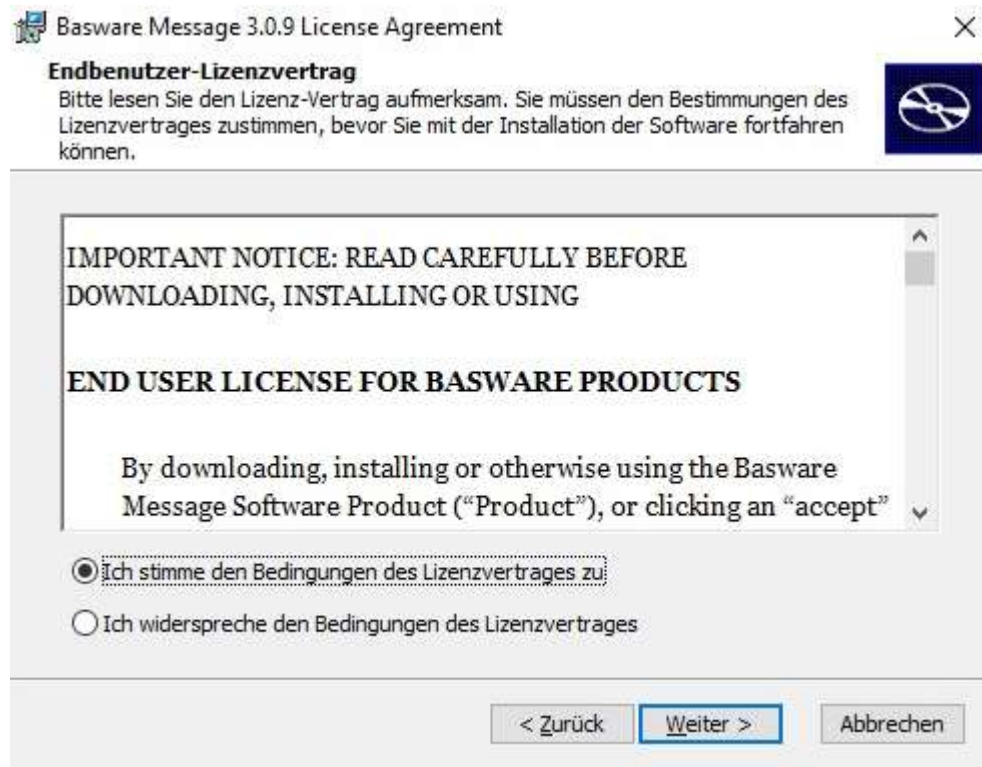 Basware Message 3.0.9 License Agreement
Endbenutzer-Lizenzvertrag
Bitte lesen Sie den Lizenz-Vertrag aufmerksam. Sie müssen den Bestimmungen des
Lizenzvertrages zustimmen, bevor Sie mit der Installation der Software fortfahren
können.
IMPORTANT NOTICE: READ CAREFULLY BEFORE
DOWNLOADING, INSTALLING OR USING
END USER LICENSE FOR BASWARE PRODUCTS
By downloading, installing or otherwise using the Basware
Message Software Product (“Product”), or clicking an “accept”
Ich stimme den Bedingungen des Lizenzvertrages zu
Ich widerspreche den Bedingungen des Lizenzvertrages
< Zurück Weiter > Abbrechen